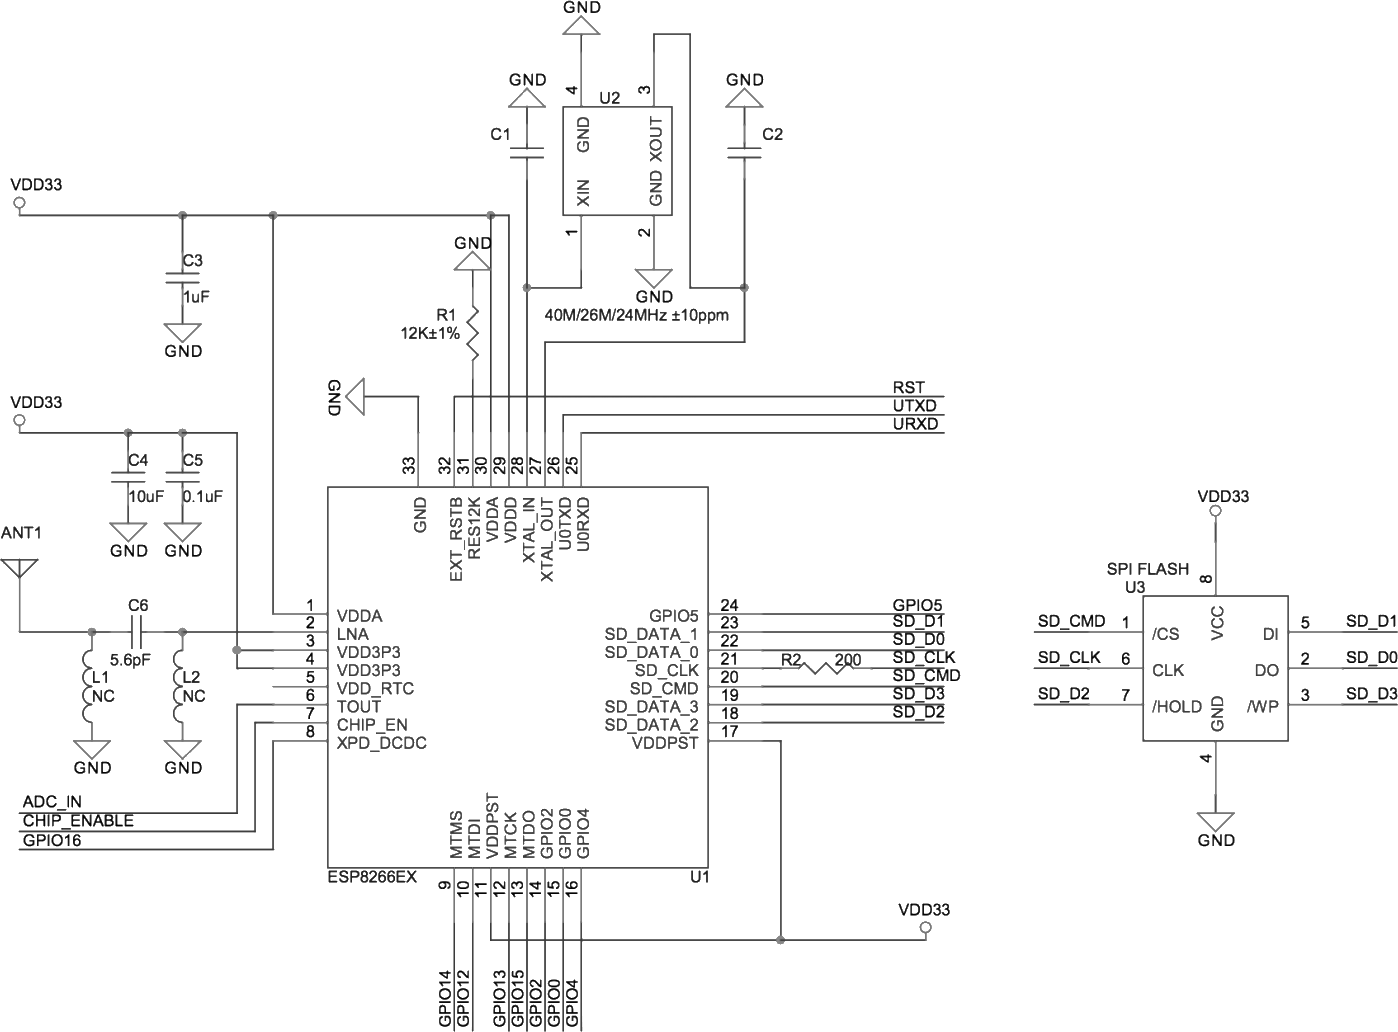 GND
4
3
GND
GND
U2
C1
GND
XOUT
C2
XIN
GND
VDD33
1
2
GND
C3
1uF
GND
R1
12K±1%
GND
40M/26M/24MHz ±10ppm
GND
GND
RST
UTXD
URXD
VDD33
C4
C5
10uF
0.1uF
GND
GND
33
32
31
30
29
28
27
26
25
GND
EXT_RSTB
RES12K
VDDA
VDDD
XTAL_IN
XTAL_OUT
U0TXD
U0RXD
ANT1
C6
5.6pF
L1
NC
L2
NC
GND
GND
1 VDDA
2 LNA
3 VDD3P3
4 VDD3P3
5 VDD_RTC
6 TOUT
7 CHIP_EN
8 XPD_DCDC
GPIO5 24 GPIO5
SD_DATA_1 23 SD_D1
SD_DATA_0 22 SD_D0
SD_CLK 21 R2 200 SD_CLK
SD_CMD 20 SD_CMD
SD_DATA_3 19 SD_D3
SD_DATA_2 18 SD_D2
VDDPST 17
ADC_IN
CHIP_ENABLE
GPIO16
MTMS
MTDI
VDDPST
MTCK
MTDO
GPIO2
GPIO0
GPIO4
ESP8266EX
U1
9
10
11
12
13
14
15
16
GPIO14
GPIO12
GPIO13
GPIO15
GPIO2
GPIO0
GPIO4
VDD33
VDD33
SPI FLASH
U3
8
VCC
SD_CMD 1 /CS
DI 5 SD_D1
SD_CLK 6 CLK
DO 2 SD_D0
SD_D2 7 /HOLD
/WP 3 SD_D3
GND
4
GND